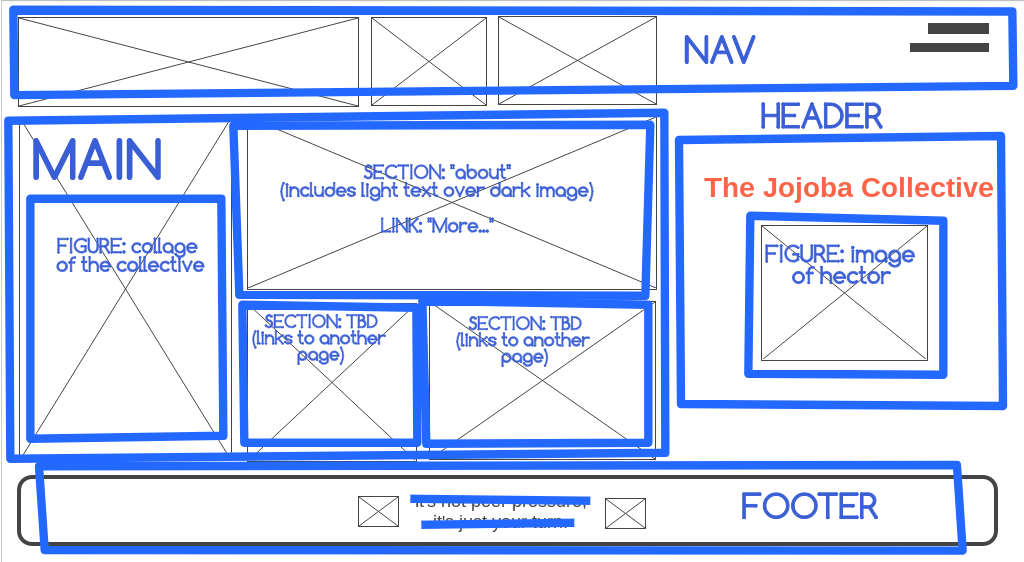 NAV
HEADER
MAIN
SECTION: "about"
(includes light text over dark image)
LINK: "More..."
The Jojoba Collective
FIGURE: collage
of the collective
FIGURE: image
of hector
SECTION: TBD
(links to another
page)
SECTION: TBD
(links to another
page)
It's not peer pressure,
it's just your turn.
FOOTER